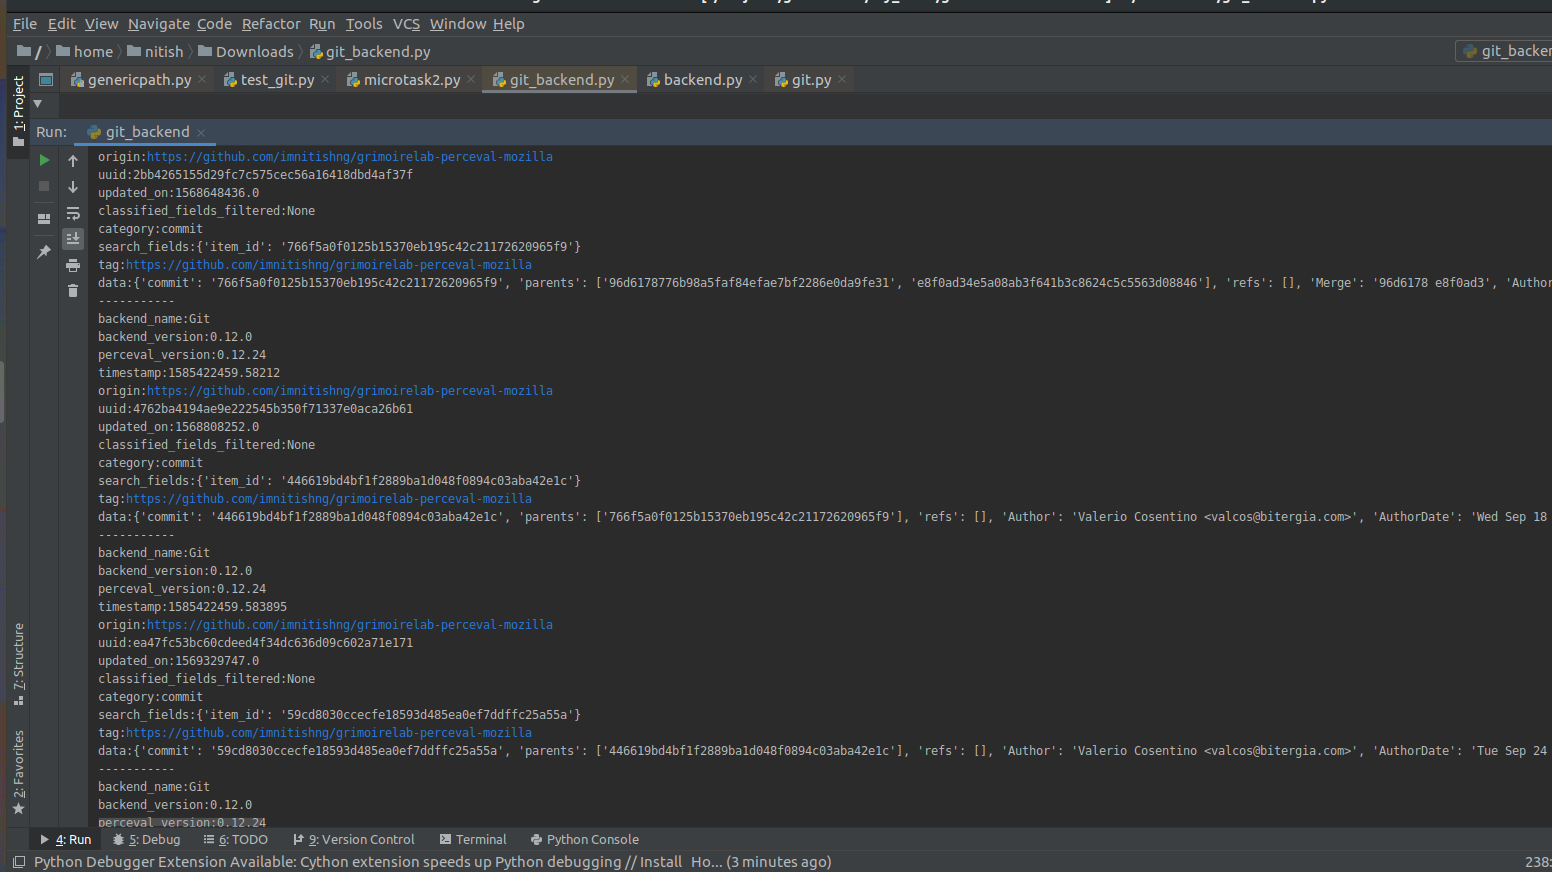 File Edit View Navigate Code Refactor Run Tools VCS Window Help
/ home nitish Downloads git_backend.py
git_backen
1: Project
genericpath.py test_git.py microtask2.py git_backend.py backend.py git.py
Run: git_backend
origin:https://github.com/imnitishng/grimoirelab-perceval-mozilla
uuid:2bb4265155d29fc7c575cec56a16418dbd4af37f
updated_on:1568648436.0
classified_fields_filtered:None
category:commit
search_fields:{'item_id': '766f5a0f0125b15370eb195c42c21172620965f9'}
tag:https://github.com/imnitishng/grimoirelab-perceval-mozilla
data:{'commit': '766f5a0f0125b15370eb195c42c21172620965f9', 'parents': ['96d6178776b98a5faf84efae7bf2286e0da9fe31', 'e8f0ad34e5a08ab3f641b3c8624c5c5563d08846'], 'refs': [], 'Merge': '96d6178 e8f0ad3', 'Author
-----------
backend_name:Git
backend_version:0.12.0
perceval_version:0.12.24
timestamp:1585422459.58212
origin:https://github.com/imnitishng/grimoirelab-perceval-mozilla
uuid:4762ba4194ae9e222545b350f71337e0aca26b61
updated_on:1568808252.0
classified_fields_filtered:None
category:commit
search_fields:{'item_id': '446619bd4bf1f2889ba1d048f0894c03aba42e1c'}
tag:https://github.com/imnitishng/grimoirelab-perceval-mozilla
data:{'commit': '446619bd4bf1f2889ba1d048f0894c03aba42e1c', 'parents': ['766f5a0f0125b15370eb195c42c21172620965f9'], 'refs': [], 'Author': 'Valerio Cosentino <valcos@bitergia.com>', 'AuthorDate': 'Wed Sep 18
-----------
backend_name:Git
backend_version:0.12.0
perceval_version:0.12.24
timestamp:1585422459.583895
origin:https://github.com/imnitishng/grimoirelab-perceval-mozilla
uuid:ea47fc53bc60cdeed4f34dc636d09c602a71e171
updated_on:1569329747.0
classified_fields_filtered:None
category:commit
search_fields:{'item_id': '59cd8030ccecfe18593d485ea0ef7ddffc25a55a'}
tag:https://github.com/imnitishng/grimoirelab-perceval-mozilla
data:{'commit': '59cd8030ccecfe18593d485ea0ef7ddffc25a55a', 'parents': ['446619bd4bf1f2889ba1d048f0894c03aba42e1c'], 'refs': [], 'Author': 'Valerio Cosentino <valcos@bitergia.com>', 'AuthorDate': 'Tue Sep 24
-----------
backend_name:Git
backend_version:0.12.0
perceval_version:0.12.24
7: Structure
2: Favorites
4: Run 5: Debug 6: TODO 9: Version Control Terminal Python Console
Python Debugger Extension Available: Cython extension speeds up Python debugging // Install Ho... (3 minutes ago)
238: